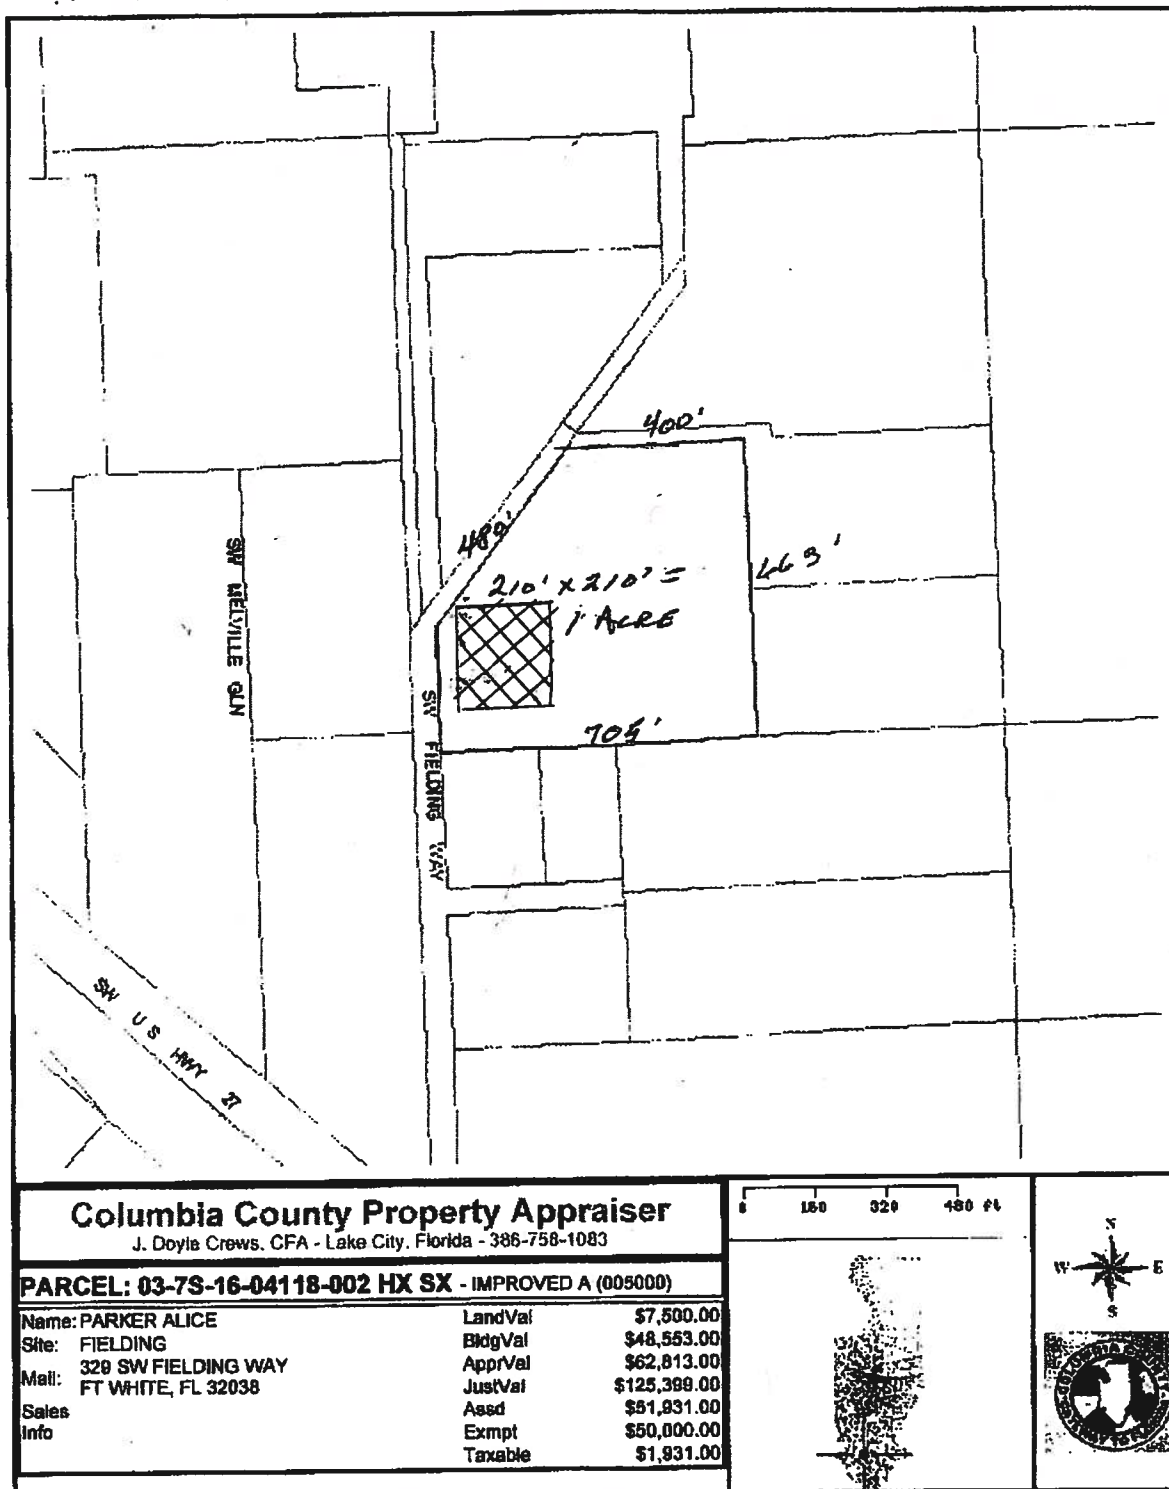 400'
480'
210' x 210' =
1 ACRE
663'
705'
SW MELVILLE GLN
SW FIELDING WAY
SW US HWY 27
Columbia County Property Appraiser
J. Doyle Crews, CFA - Lake City, Florida - 386-758-1083
PARCEL: 03-7S-16-04118-002 HX SX - IMPROVED A (005000)
Name: PARKER ALICE
Site: FIELDING
Mail: 329 SW FIELDING WAY
FT WHITE, FL 32038
Sales
Info
LandVal $7,500.00
BldgVal $48,553.00
ApprVal $62,813.00
JustVal $125,399.00
Assd $51,931.00
Exmpt $50,000.00
Taxable $1,931.00
0 160 320 480 ft
N
W E
S